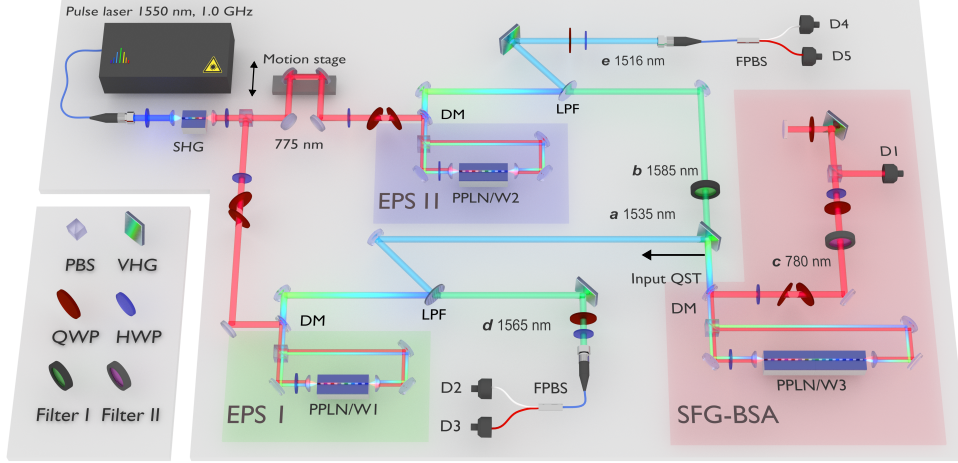 Pulse laser 1550 nm, 1.0 GHz
Motion stage
SHG
775 nm
DM
EPS II
PPLN/W2
LPF
e 1516 nm
FPBS
D4
D5
b 1585 nm
a 1535 nm
Input QST
D1
c 780 nm
DM
PPLN/W3
SFG-BSA
DM
LPF
d 1565 nm
EPS I
PPLN/W1
D2
D3
FPBS
PBS
VHG
QWP
HWP
Filter I
Filter II